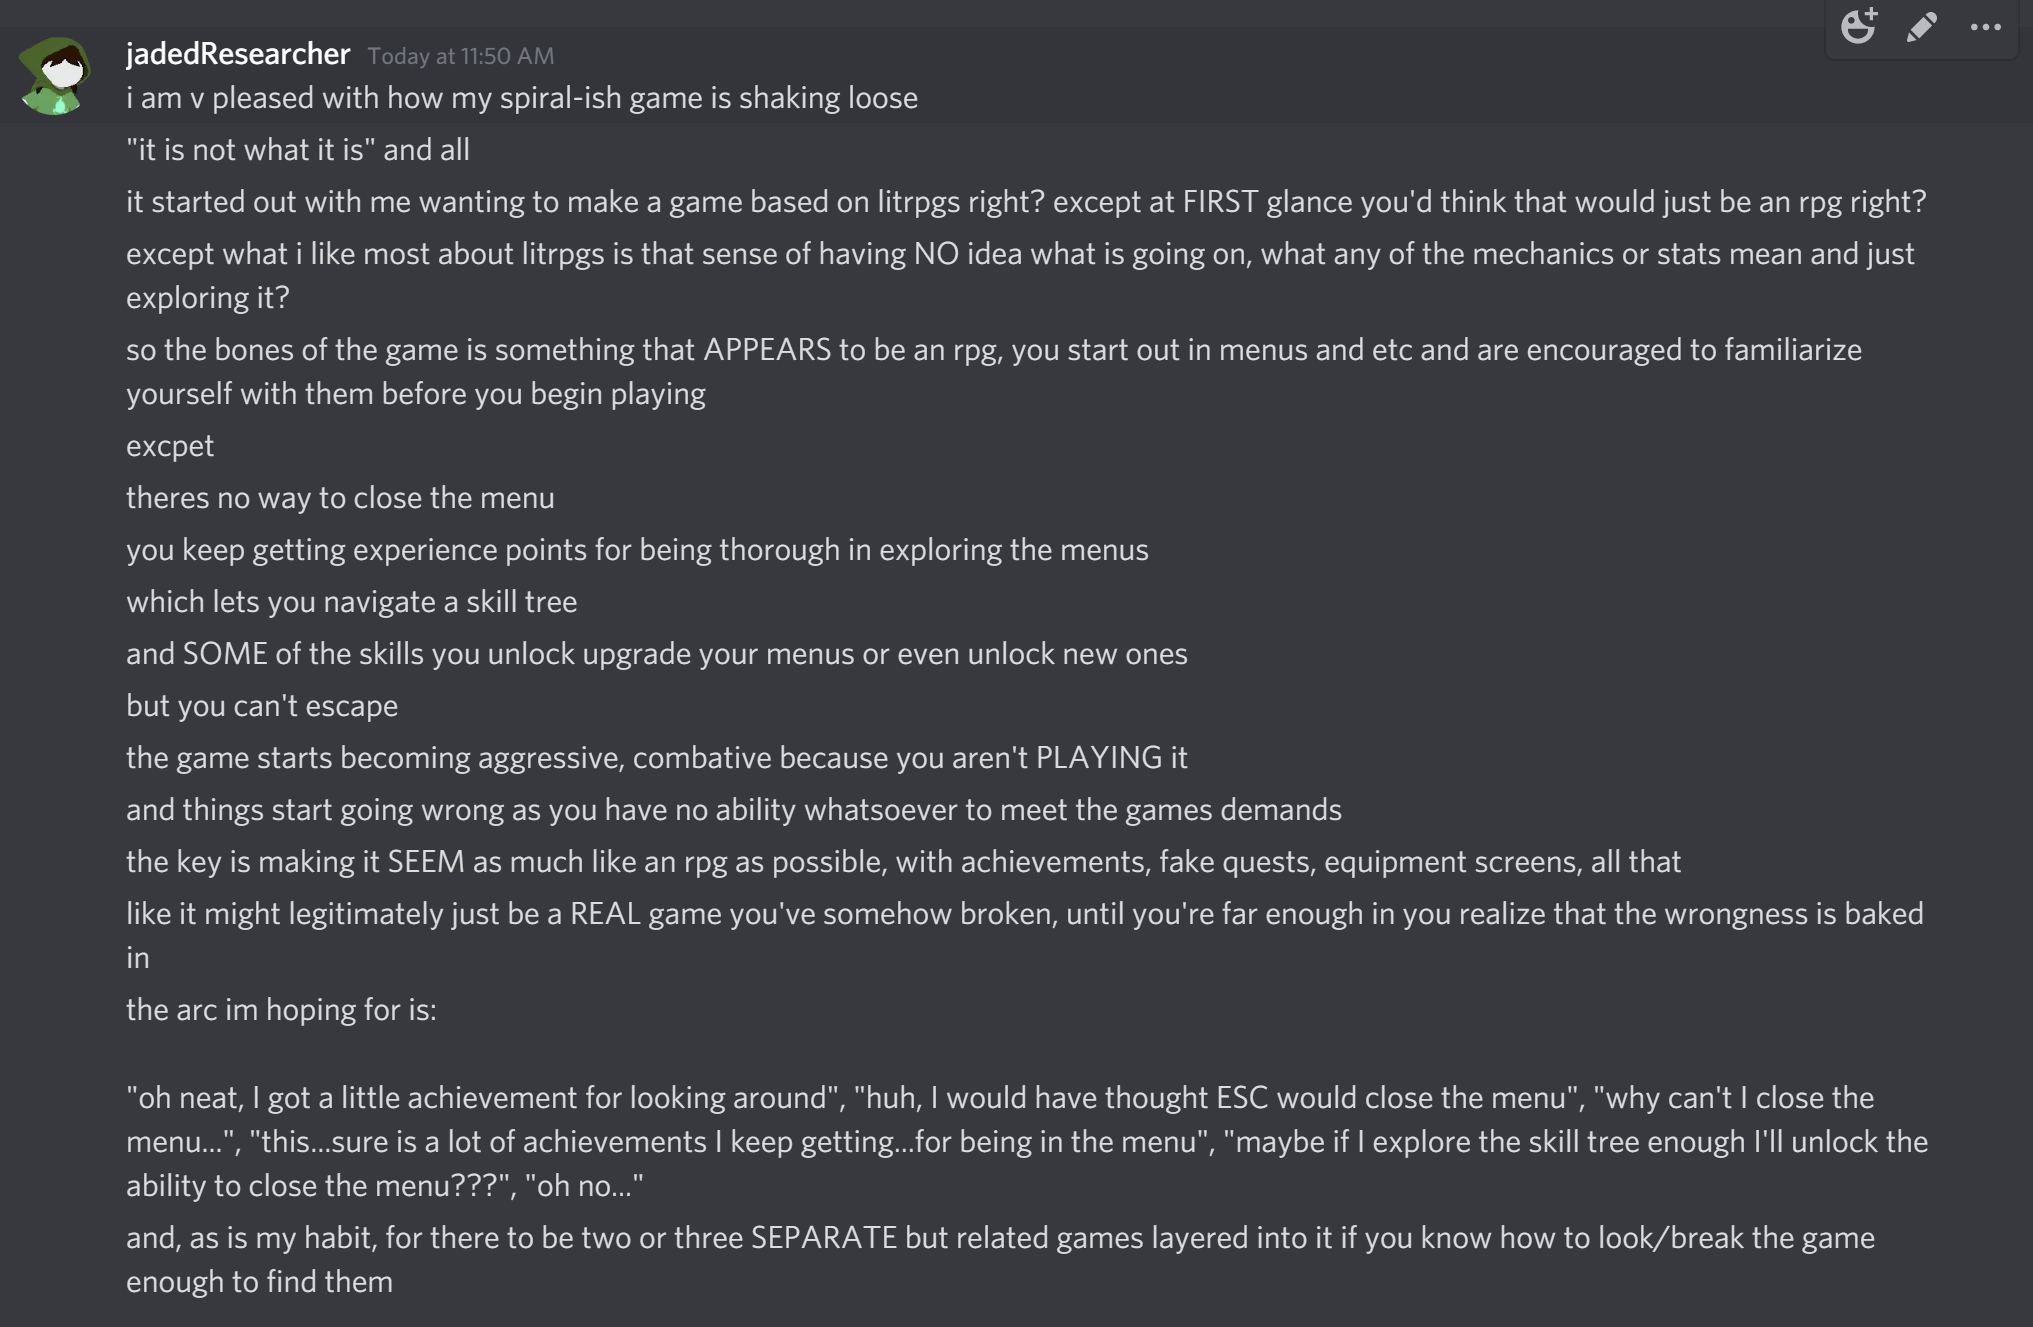 jadedResearcher Today at 11:50 AM
i am v pleased with how my spiral-ish game is shaking loose
"it is not what it is" and all
it started out with me wanting to make a game based on litrpgs right? except at FIRST glance you'd think that would just be an rpg right?
except what i like most about litrpgs is that sense of having NO idea what is going on, what any of the mechanics or stats mean and just
exploring it?
so the bones of the game is something that APPEARS to be an rpg, you start out in menus and etc and are encouraged to familiarize
yourself with them before you begin playing
excpet
theres no way to close the menu
you keep getting experience points for being thorough in exploring the menus
which lets you navigate a skill tree
and SOME of the skills you unlock upgrade your menus or even unlock new ones
but you can't escape
the game starts becoming aggressive, combative because you aren't PLAYING it
and things start going wrong as you have no ability whatsoever to meet the games demands
the key is making it SEEM as much like an rpg as possible, with achievements, fake quests, equipment screens, all that
like it might legitimately just be a REAL game you've somehow broken, until you're far enough in you realize that the wrongness is baked
in
the arc im hoping for is:
"oh neat, I got a little achievement for looking around", "huh, I would have thought ESC would close the menu", "why can't I close the
menu...", "this...sure is a lot of achievements I keep getting...for being in the menu", "maybe if I explore the skill tree enough I'll unlock the
ability to close the menu???", "oh no..."
and, as is my habit, for there to be two or three SEPARATE but related games layered into it if you know how to look/break the game
enough to find them